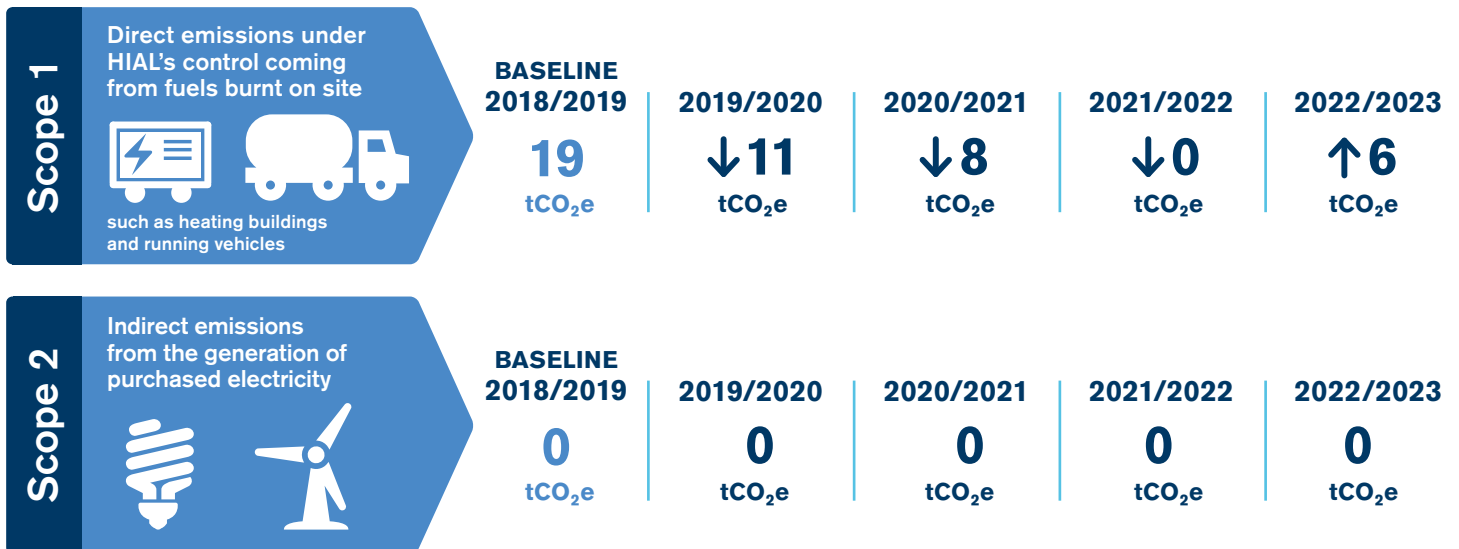 Scope 1
Direct emissions under
HIAL’s control coming
from fuels burnt on site
such as heating buildings
and running vehicles
BASELINE
2018/2019
19
tCO₂e
2019/2020
↓11
tCO₂e
2020/2021
↓8
tCO₂e
2021/2022
↓0
tCO₂e
2022/2023
↑6
tCO₂e
Scope 2
Indirect emissions
from the generation of
purchased electricity
BASELINE
2018/2019
0
tCO₂e
2019/2020
0
tCO₂e
2020/2021
0
tCO₂e
2021/2022
0
tCO₂e
2022/2023
0
tCO₂e